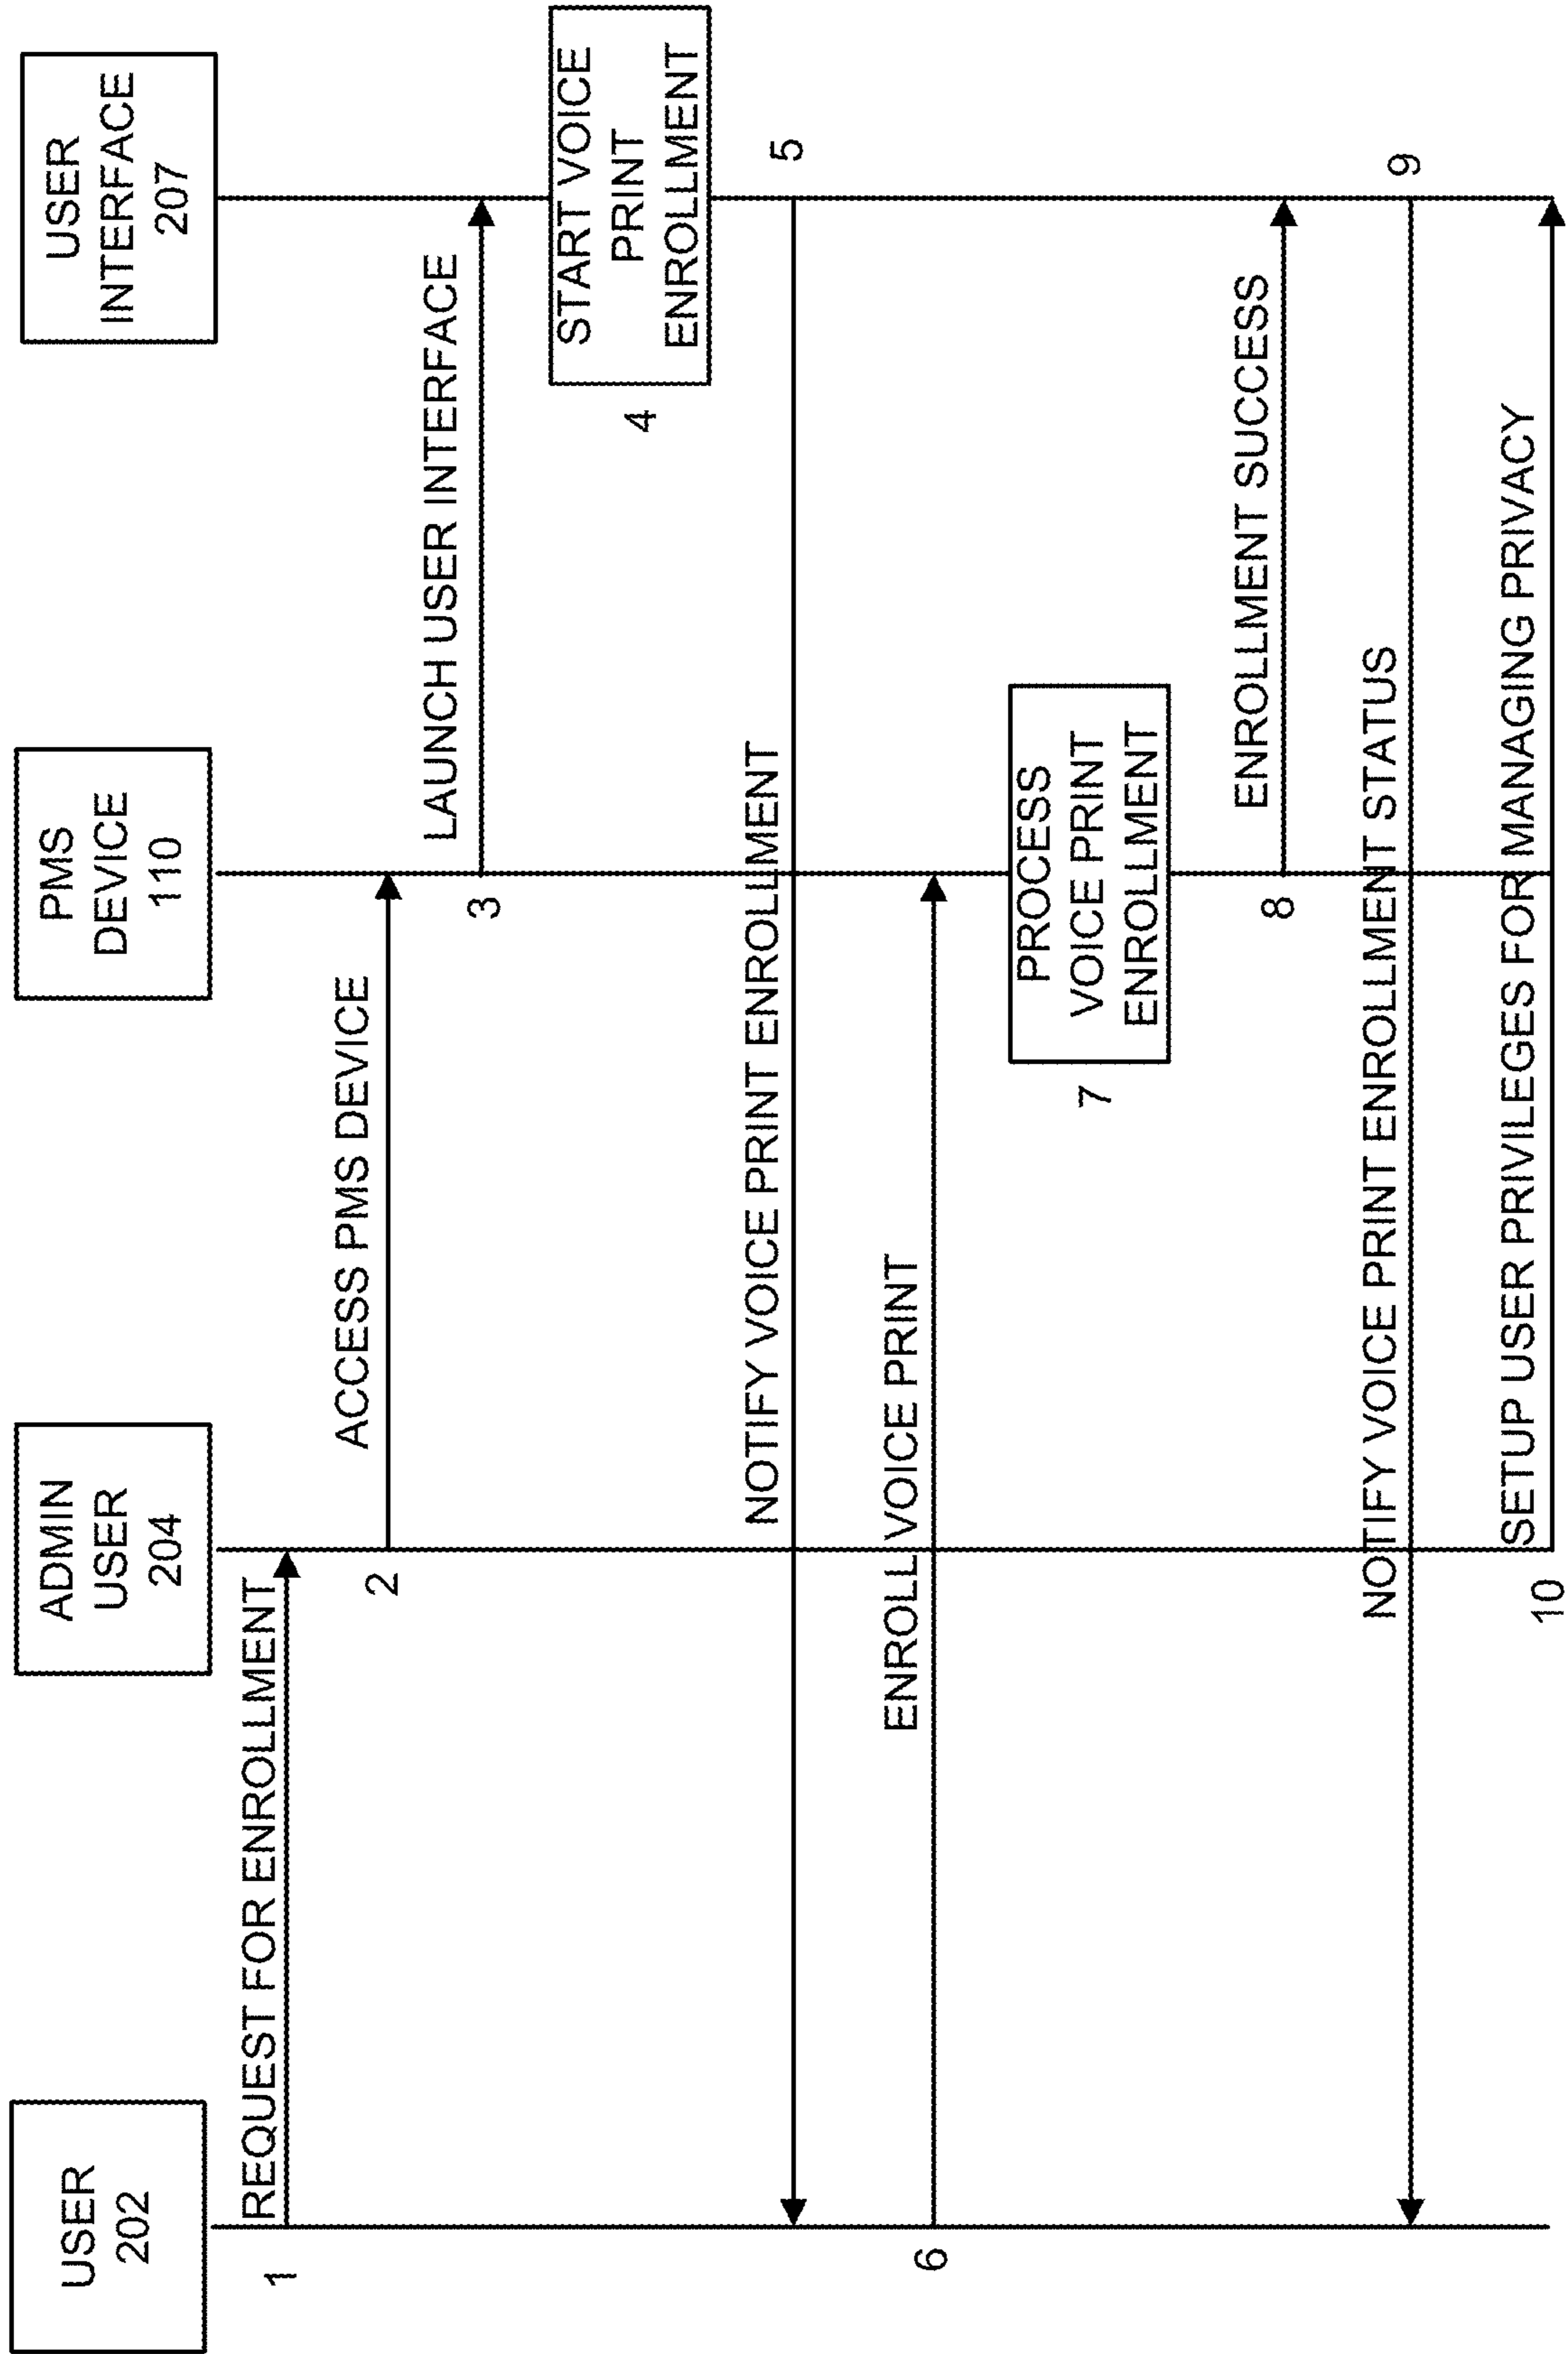 USER
202
ADMIN
USER
204
PMS
DEVICE
110
USER
INTERFACE
207
1
REQUEST FOR ENROLLMENT
2
ACCESS PMS DEVICE
3
LAUNCH USER INTERFACE
4
START VOICE
PRINT
ENROLLMENT
5
NOTIFY VOICE PRINT ENROLLMENT
6
ENROLL VOICE PRINT
7
PROCESS
VOICE PRINT
ENROLLMENT
8
ENROLLMENT SUCCESS
9
NOTIFY VOICE PRINT ENROLLMENT STATUS
10
SETUP USER PRIVILEGES FOR MANAGING PRIVACY